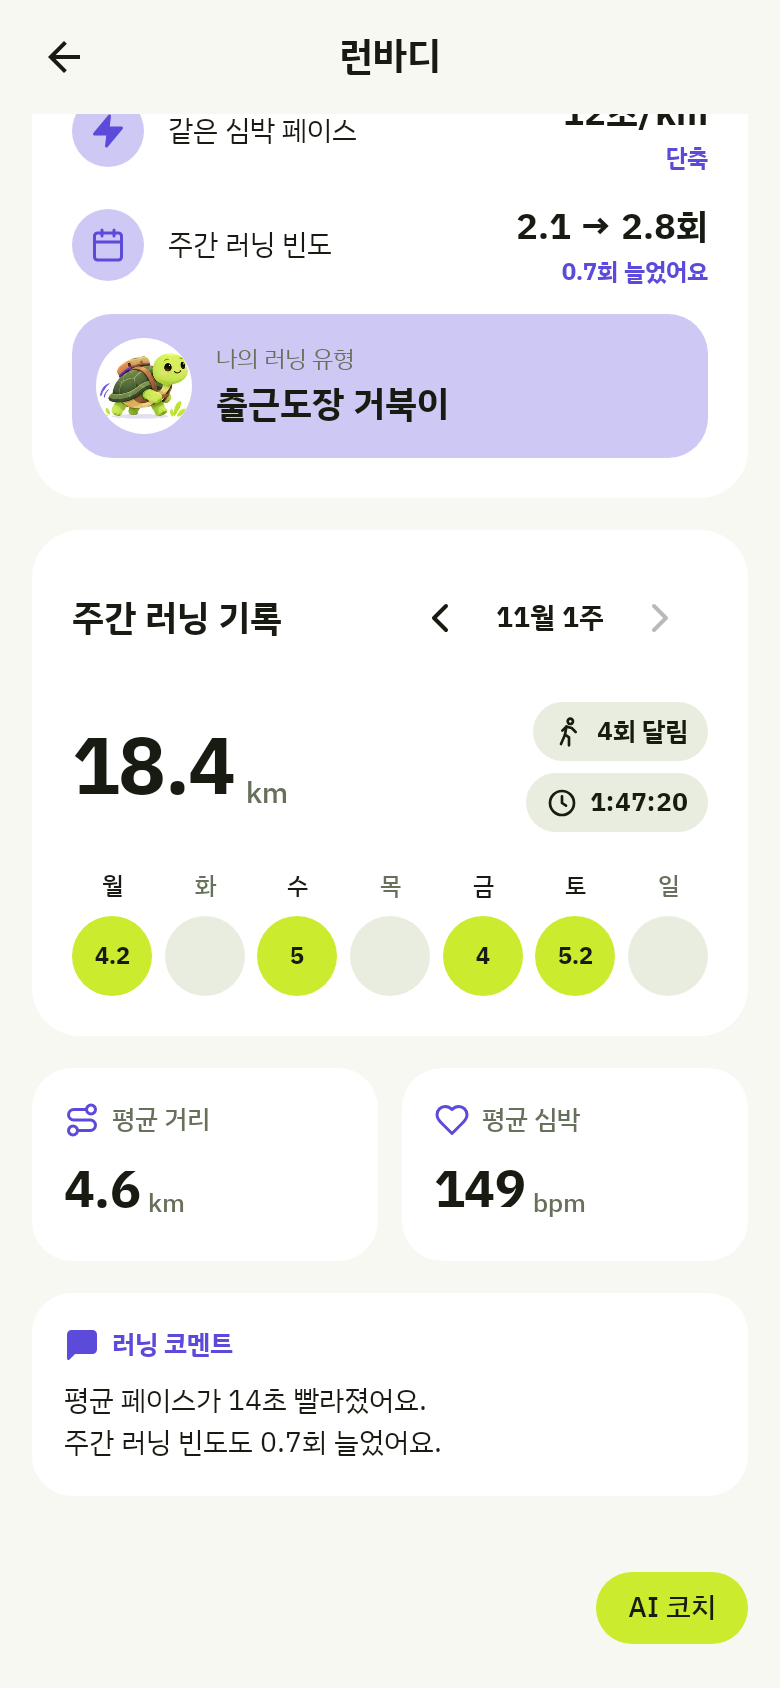 런바디
같은 심박 페이스
12초/km
단축
주간 러닝 빈도
2.1 → 2.8회
0.7회 늘었어요
나의 러닝 유형
출근도장 거북이
주간 러닝 기록
11월 1주
18.4 km
4회 달림
1:47:20
월 화 수 목 금 토 일
4.2 5 4 5.2
평균 거리
4.6 km
평균 심박
149 bpm
러닝 코멘트
평균 페이스가 14초 빨라졌어요.
주간 러닝 빈도도 0.7회 늘었어요.
AI 코치